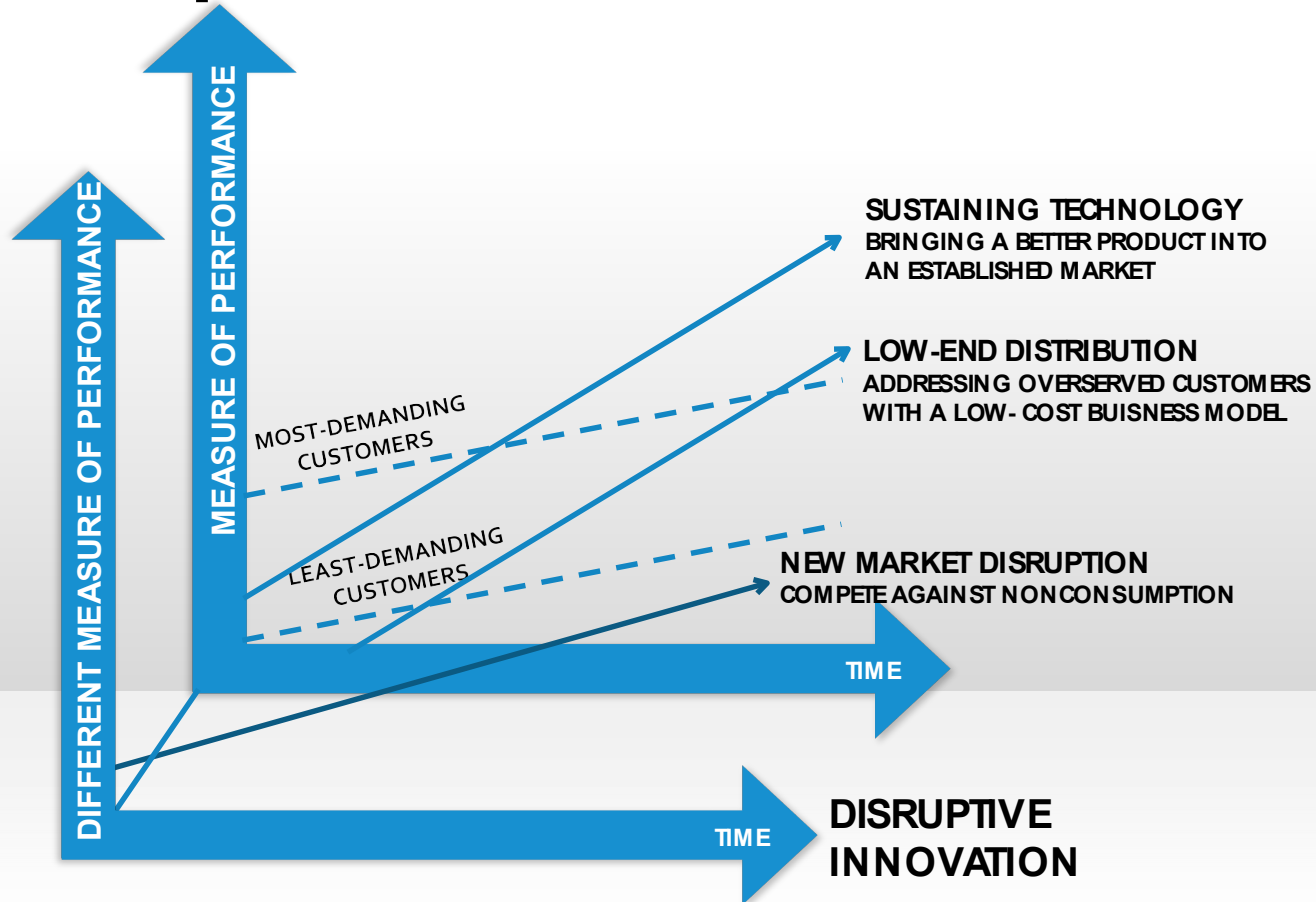 DIFFERENT MEASURE OF PERFORMANCE
MEASURE OF PERFORMANCE
SUSTAINING TECHNOLOGY
BRINGING A BETTER PRODUCT INTO
AN ESTABLISHED MARKET
LOW-END DISTRIBUTION
ADDRESSING OVERSERVED CUSTOMERS
WITH A LOW- COST BUISNESS MODEL
MOST-DEMANDING
CUSTOMERS
LEAST-DEMANDING
CUSTOMERS
NEW MARKET DISRUPTION
COMPETE AGAINST NONCONSUMPTION
TIME
TIME
DISRUPTIVE
INNOVATION